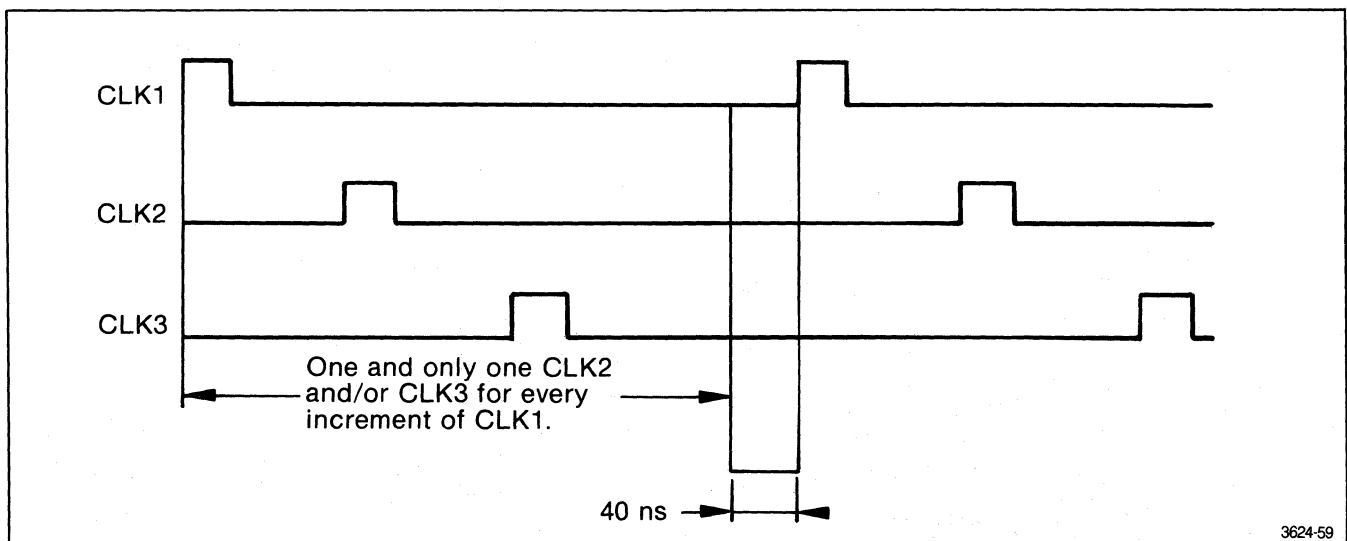 CLK1
CLK2
CLK3
One and only one CLK2
and/or CLK3 for every
increment of CLK1.
40 ns
3624-59